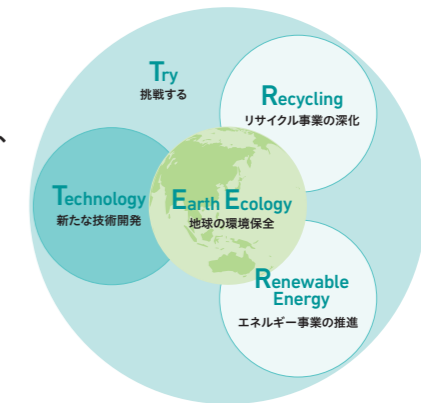 Try
挑戦する
Recycling
リサイクル事業の深化
、
Technology
新たな技術開発
Earth Ecology
地球の環境保全
Renewable
Energy
エネルギー事業の推進